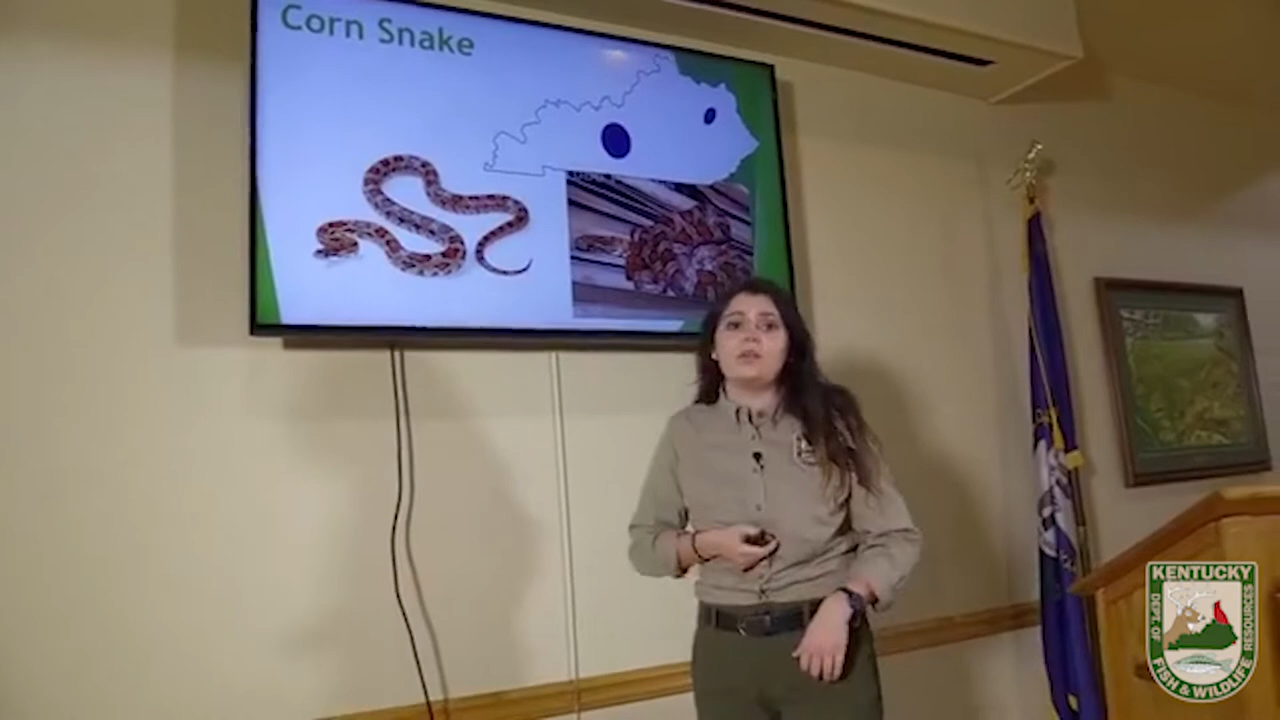 Corn Snake
KENTUCKY
DEPT. OF
FISH & WILDLIFE
RESOURCES